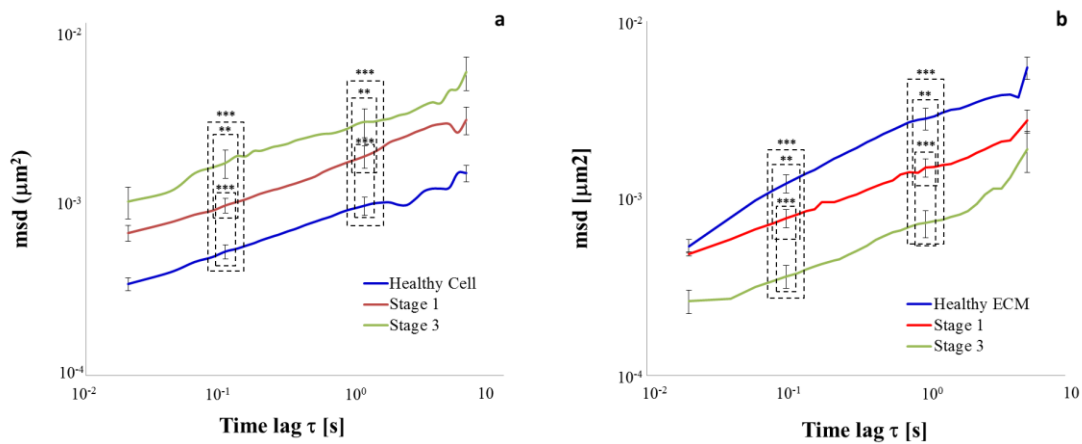 a
10⁻²
10⁻³
10⁻⁴
msd (μm²)
***
**
***
***
**
***
Healthy Cell
Stage 1
Stage 3
10⁻²
10⁻¹
10⁰
10
Time lag τ [s]
b
10⁻²
10⁻³
10⁻⁴
msd [μm2]
***
**
***
***
**
***
Healthy ECM
Stage 1
Stage 3
10⁻²
10⁻¹
10⁰
10
Time lag τ [s]